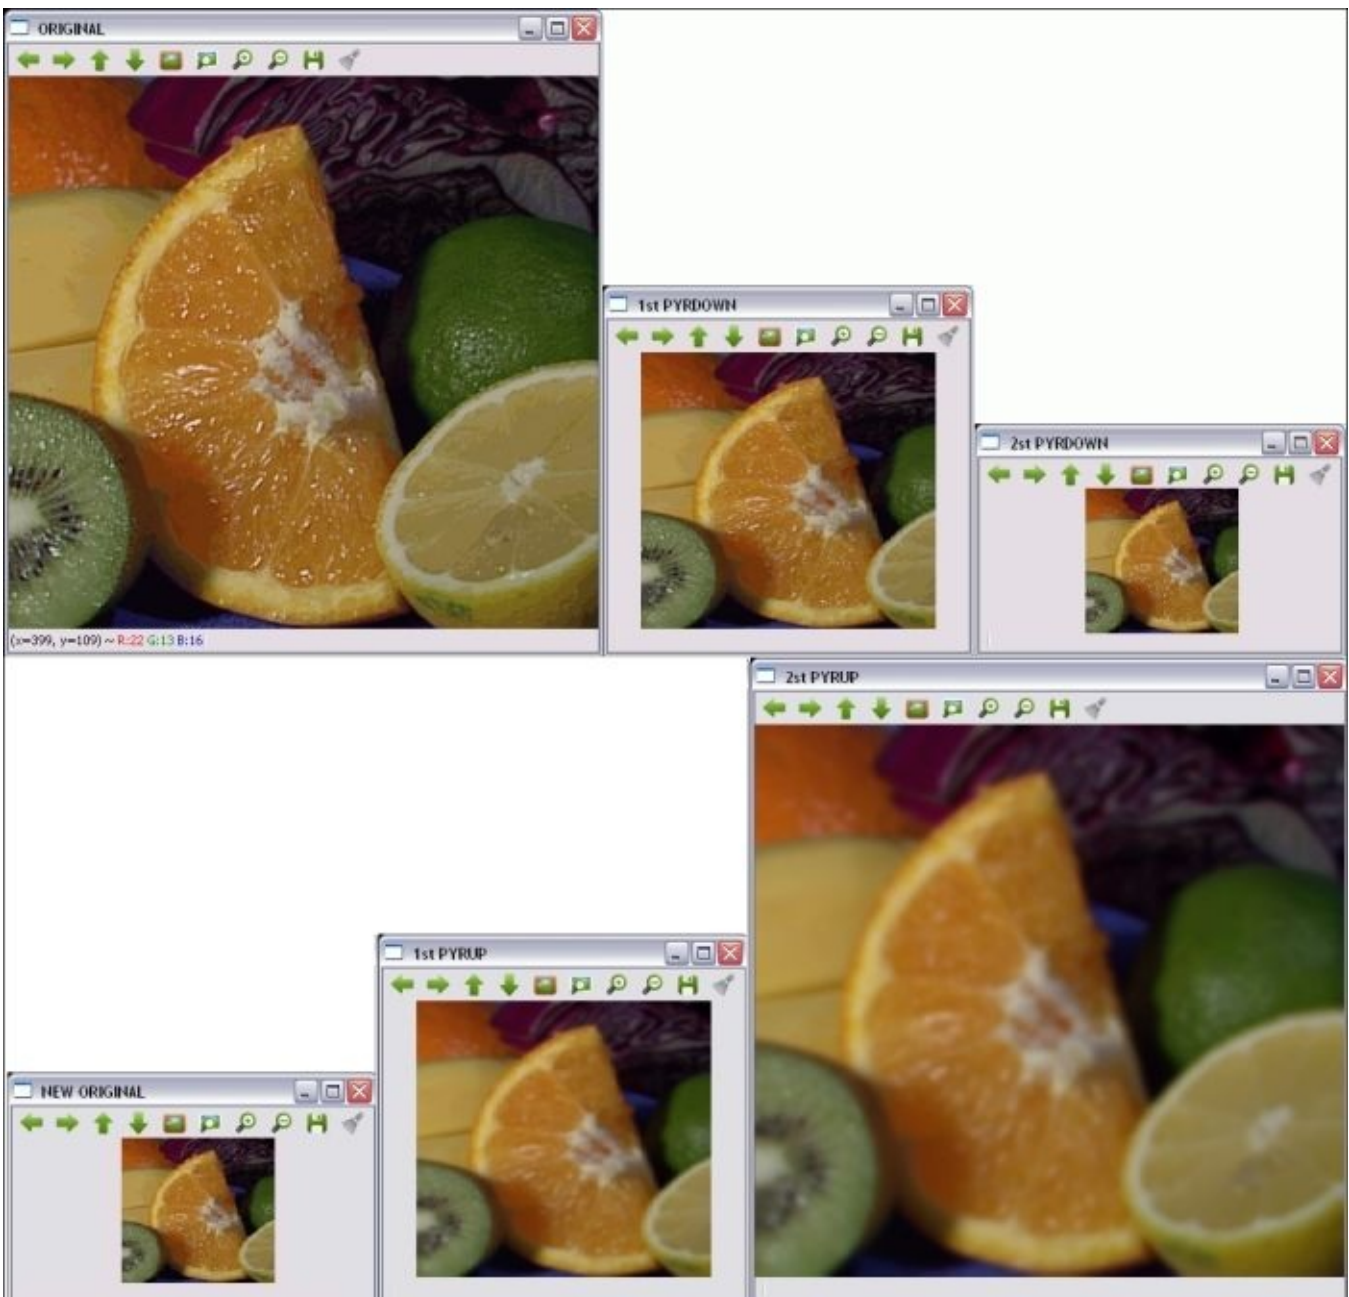 ORIGINAL
1st PYRDOWN
2st PYRDOWN
(x=399, y=109) ~ R:22 G:13 B:16
2st PYRUP
1st PYRUP
NEW ORIGINAL